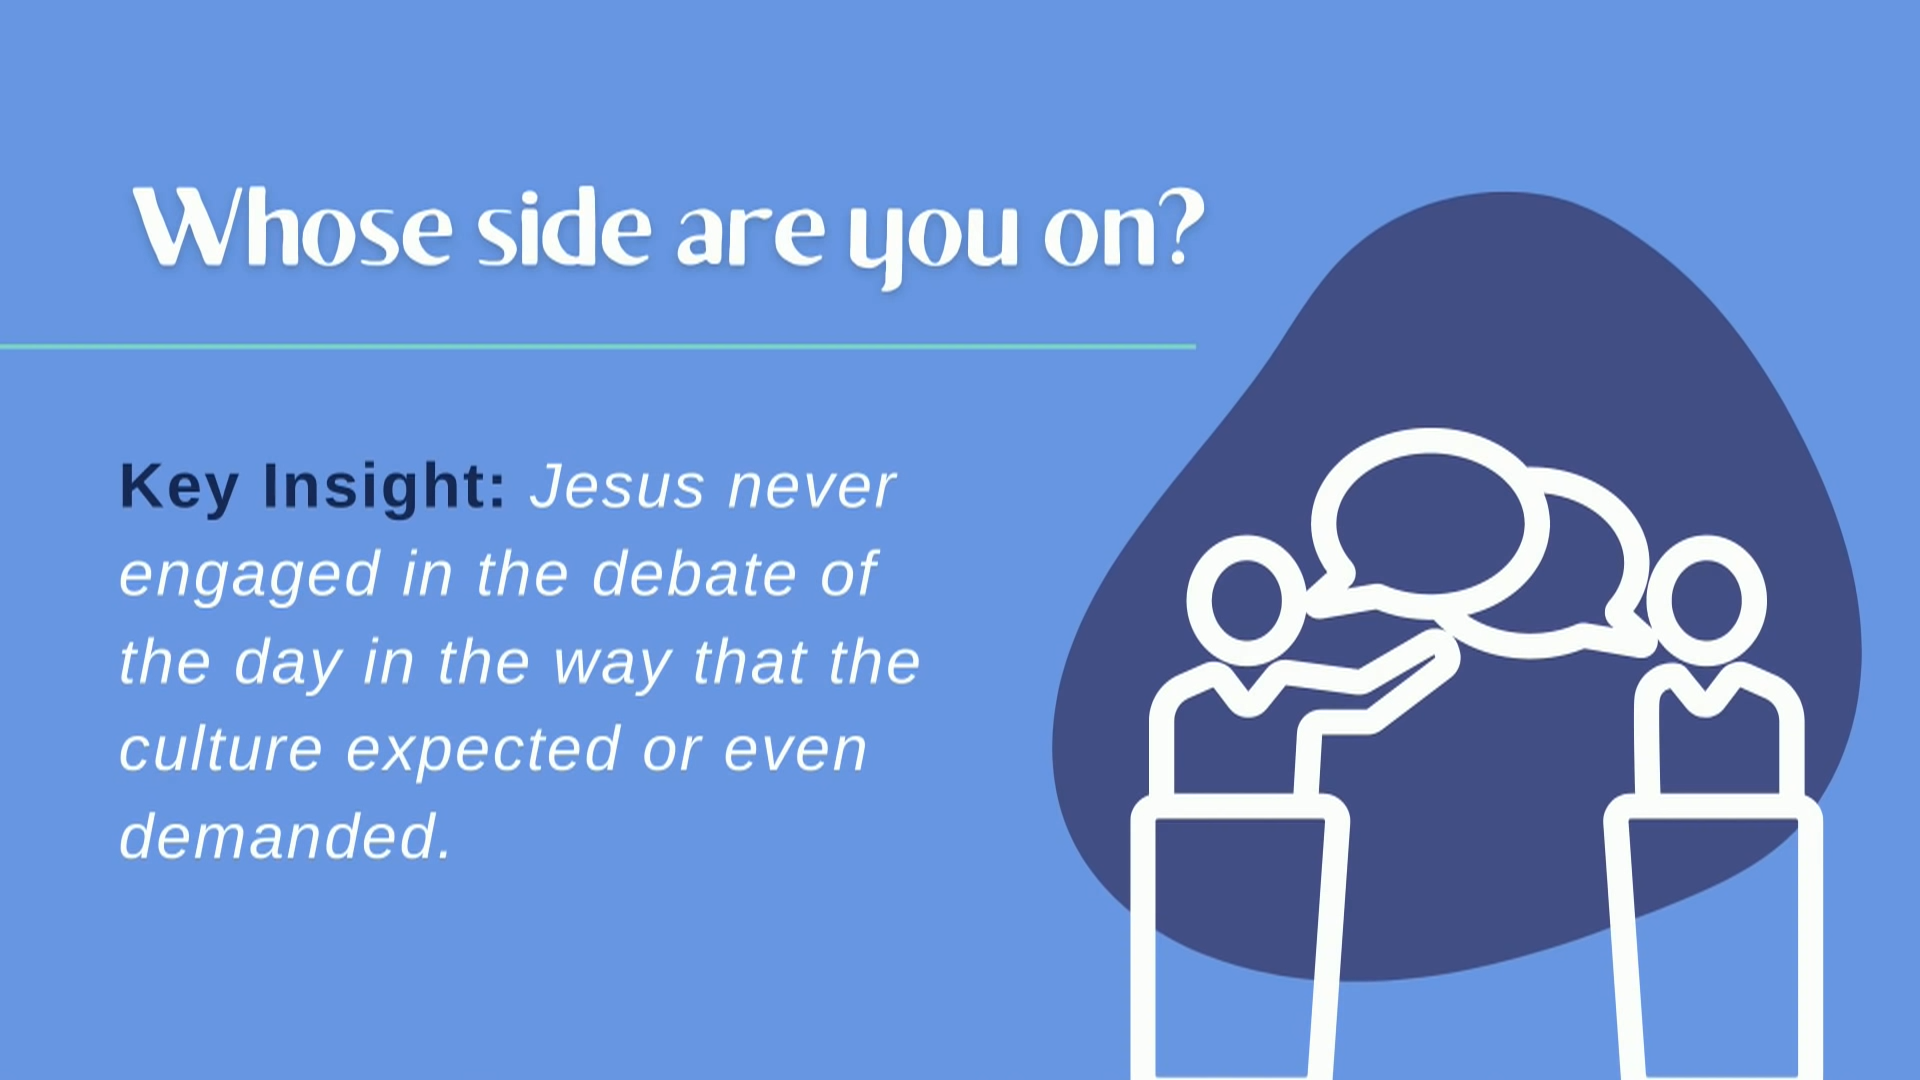 Whose side are you on?
Key Insight: Jesus never
engaged in the debate of
the day in the way that the
culture expected or even
demanded.